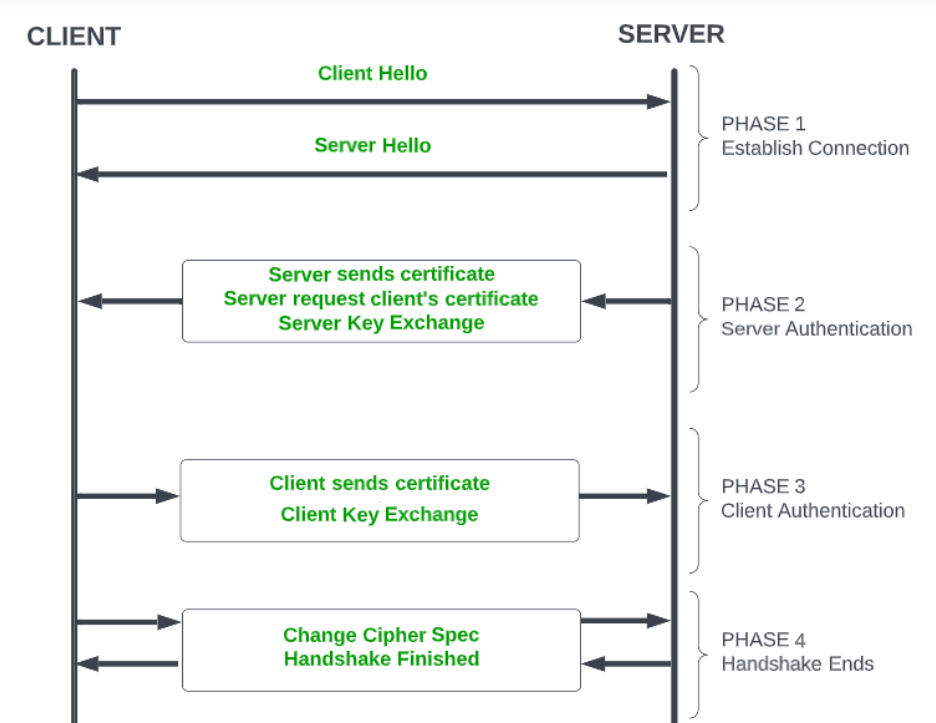 CLIENT
SERVER
Client Hello
Server Hello
PHASE 1
Establish Connection
Server sends certificate
Server request client's certificate
Server Key Exchange
PHASE 2
Server Authentication
Client sends certificate
Client Key Exchange
PHASE 3
Client Authentication
Change Cipher Spec
Handshake Finished
PHASE 4
Handshake Ends